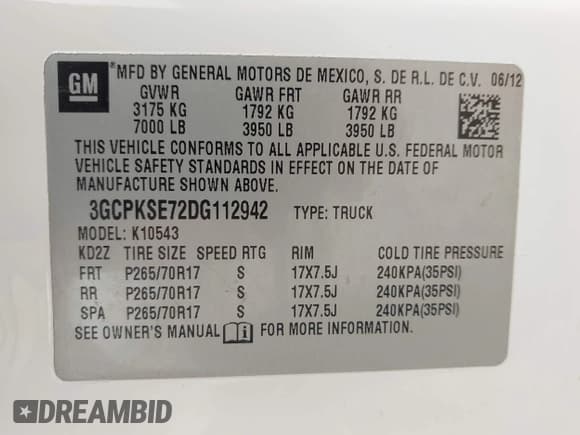 GM
®MFD BY GENERAL MOTORS DE MEXICO, S. DE R.L. DE C.V. 06/12
GVWR GAWR FRT GAWR RR
3175 KG 1792 KG 1792 KG
7000 LB 3950 LB 3950 LB
THIS VEHICLE CONFORMS TO ALL APPLICABLE U.S. FEDERAL MOTOR
VEHICLE SAFETY STANDARDS IN EFFECT ON THE DATE OF
MANUFACTURE SHOWN ABOVE.
3GCPKSE72DG112942 TYPE: TRUCK
MODEL: K10543
KD2Z TIRE SIZE SPEED RTG RIM COLD TIRE PRESSURE
FRT P265/70R17 S 17X7.5J 240KPA(35PSI)
RR P265/70R17 S 17X7.5J 240KPA(35PSI)
SPA P265/70R17 S 17X7.5J 240KPA(35PSI)
SEE OWNER'S MANUAL FOR MORE INFORMATION.
DREAMBID